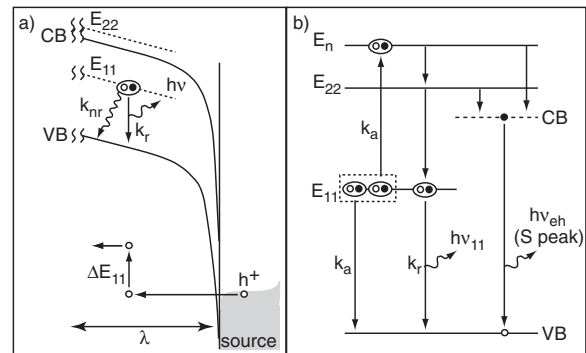 a)
E22
CB
E11
hν
knr
kr
VB
ΔE11
h+
λ
source
b)
En
E22
CB
ka
E11
hν11
hνeh
(S peak)
ka
kr
VB